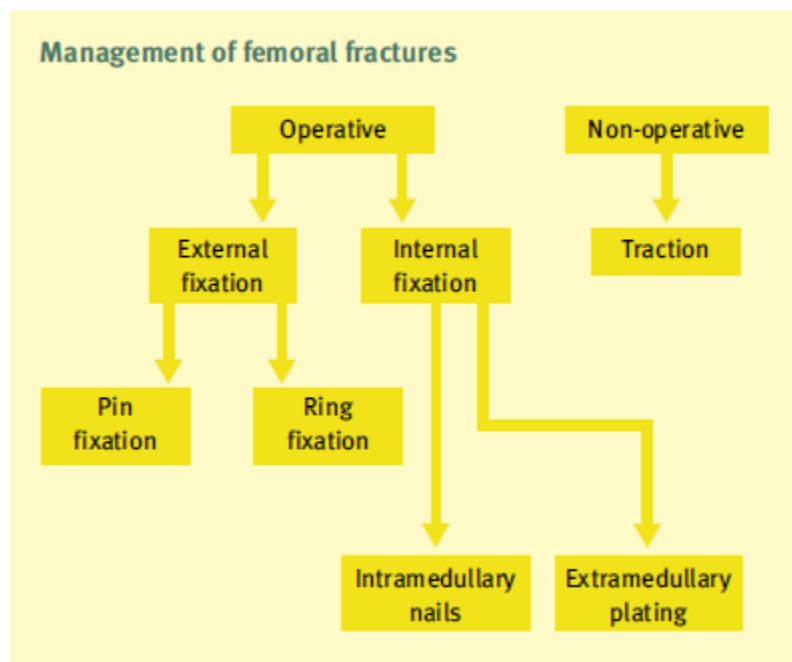 Management of femoral fractures
Operative
Non-operative
External
fixation
Internal
fixation
Traction
Pin
fixation
Ring
fixation
Intramedullary
nails
Extramedullary
plating